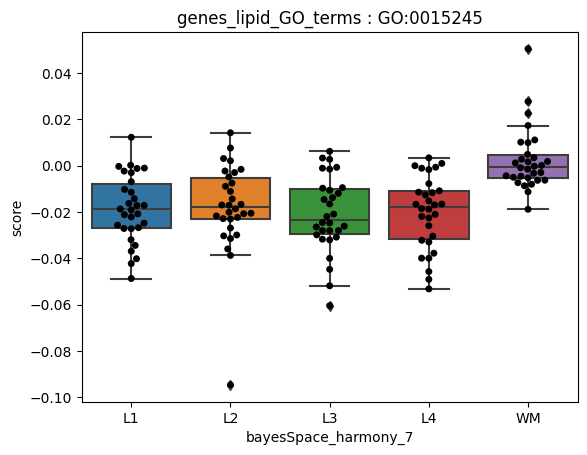 genes_lipid_GO_terms : GO:0015245
score
0.04
0.02
0.00
−0.02
−0.04
−0.06
−0.08
−0.10
L1 L2 L3 L4 WM
bayesSpace_harmony_7